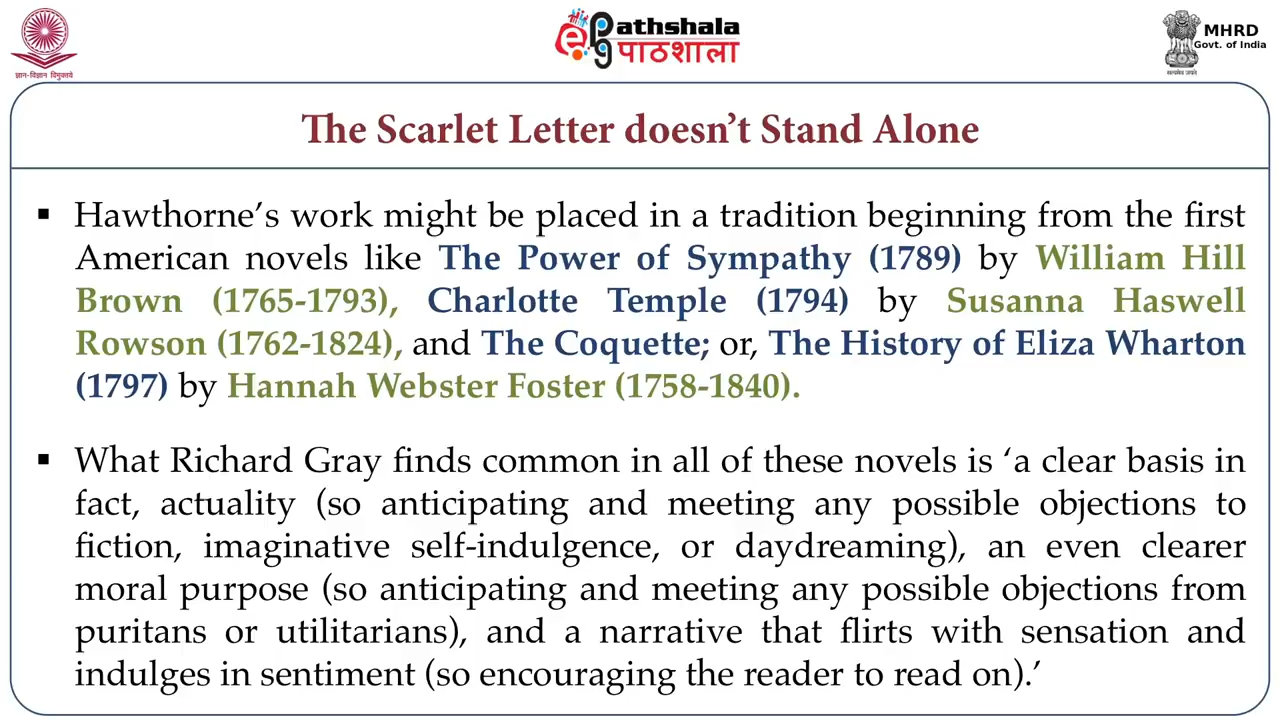 ज्ञान-विज्ञान विमुक्तये
ePathshala
पाठशाला
MHRD
Govt. of India
सत्यमेव जयते
The Scarlet Letter doesn’t Stand Alone
▪ Hawthorne’s work might be placed in a tradition beginning from the first
American novels like The Power of Sympathy (1789) by William Hill
Brown (1765-1793), Charlotte Temple (1794) by Susanna Haswell
Rowson (1762-1824), and The Coquette; or, The History of Eliza Wharton
(1797) by Hannah Webster Foster (1758-1840).
▪ What Richard Gray finds common in all of these novels is ‘a clear basis in
fact, actuality (so anticipating and meeting any possible objections to
fiction, imaginative self-indulgence, or daydreaming), an even clearer
moral purpose (so anticipating and meeting any possible objections from
puritans or utilitarians), and a narrative that flirts with sensation and
indulges in sentiment (so encouraging the reader to read on).’